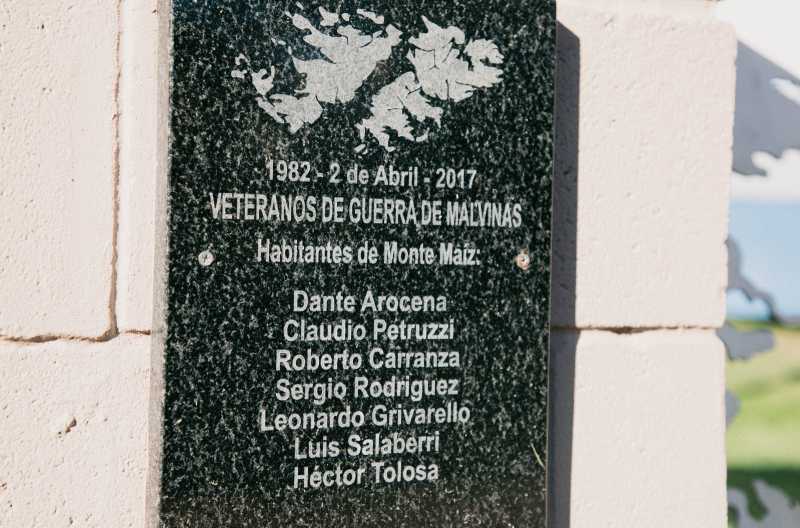 1982 - 2 de Abril - 2017
VETERANOS DE GUERRA DE MALVINAS
Habitantes de Monte Maíz:
Dante Arocena
Claudio Petruzzi
Roberto Carranza
Sergio Rodriguez
Leonardo Grivarello
Luis Salaberri
Héctor Tolosa